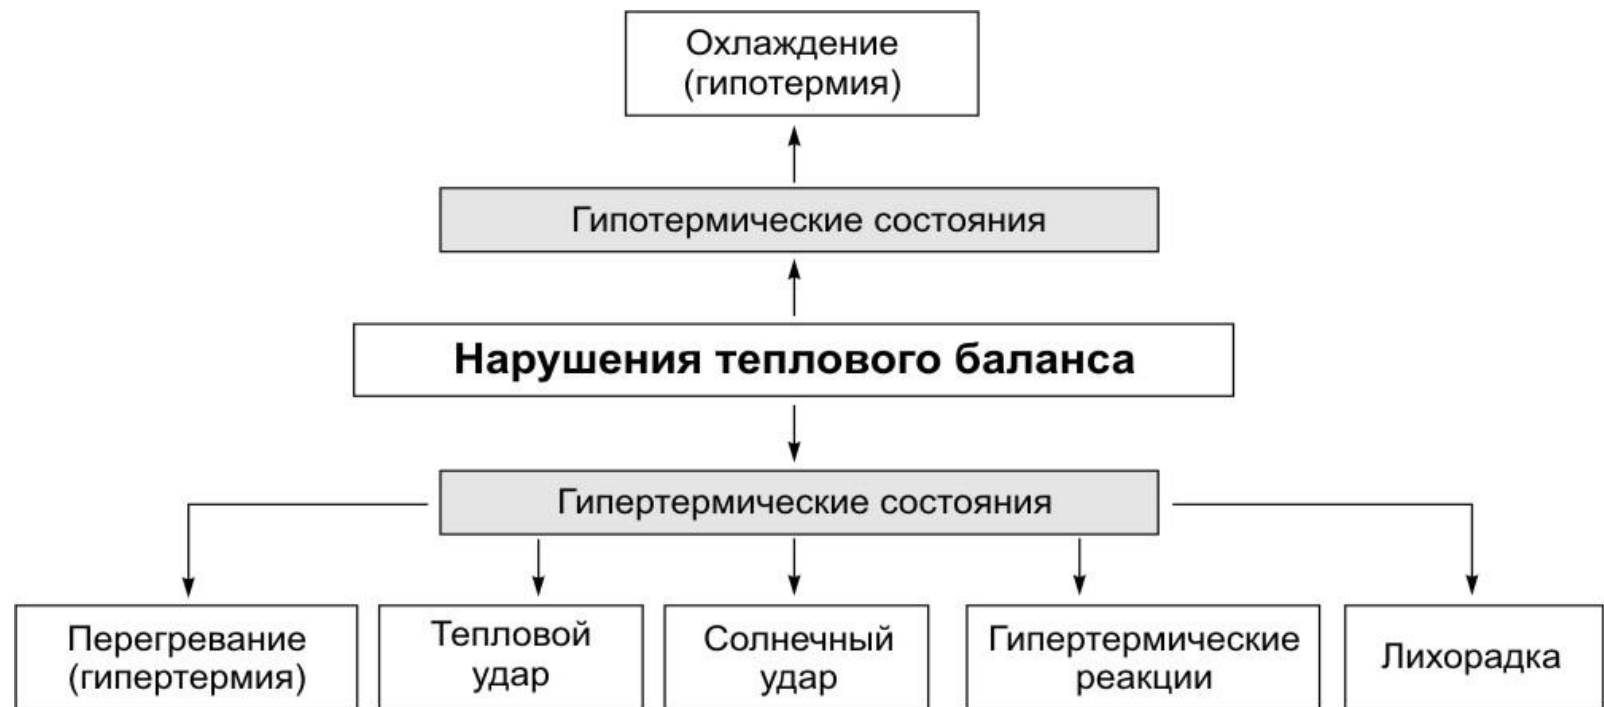 Охлаждение
(гипотермия)
Гипотермические состояния
Нарушения теплового баланса
Гипертермические состояния
Перегревание
(гипертермия)
Тепловой
удар
Солнечный
удар
Гипертермические
реакции
Лихорадка